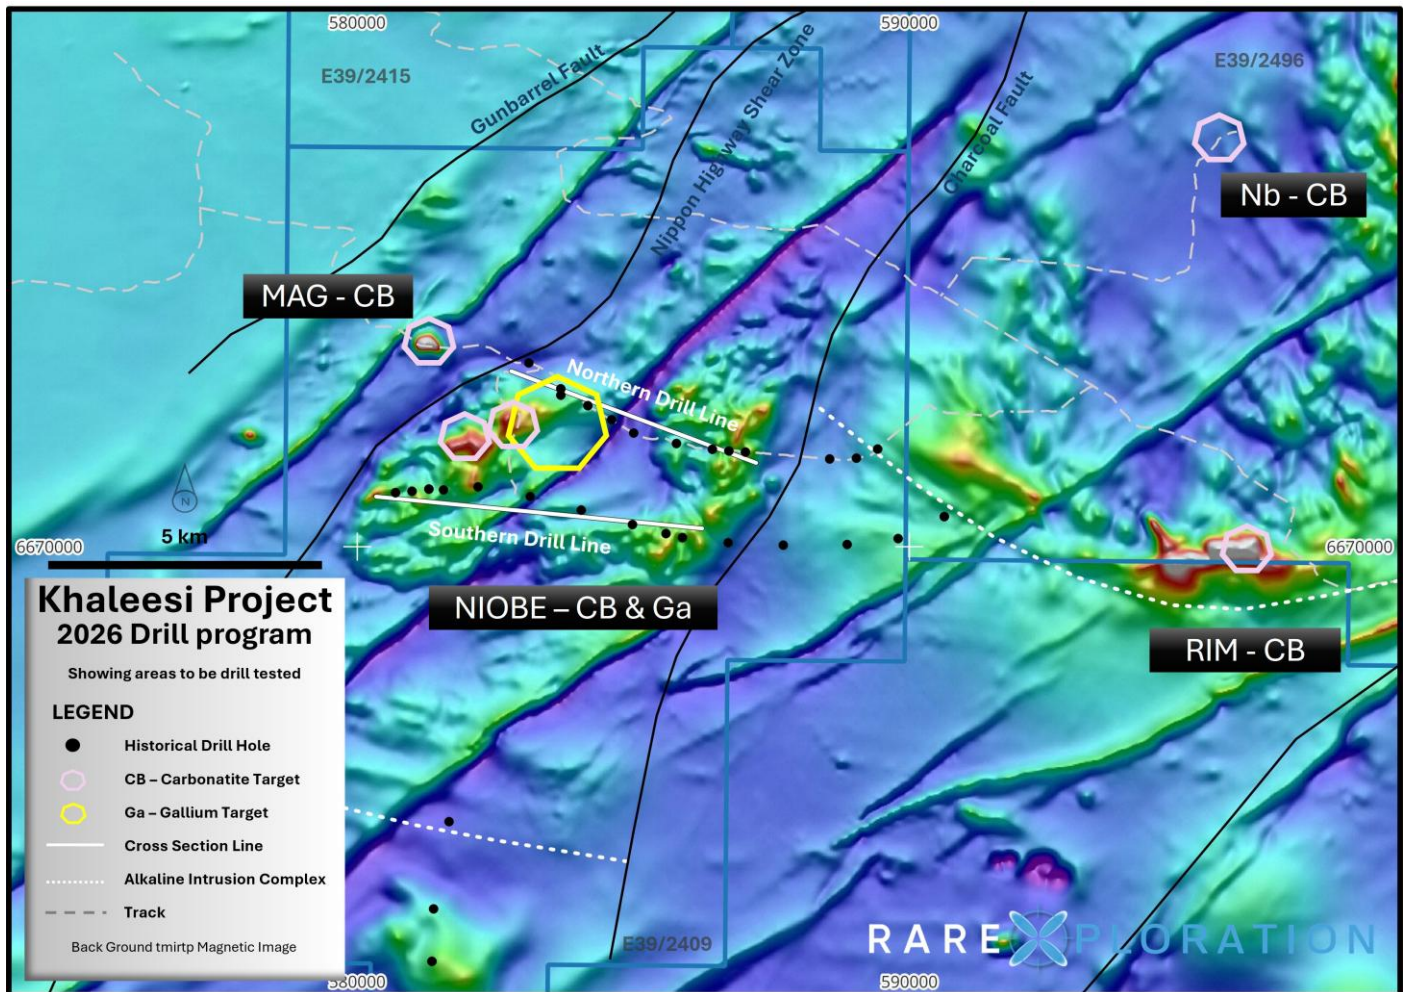 580000
590000
E39/2415
E39/2496
Gunbarrel Fault
Nippon Highway Shear Zone
Charcoal Fault
Nb - CB
MAG - CB
Northern Drill Line
N
5 km
6670000
6670000
Southern Drill Line
NIOBE – CB & Ga
RIM - CB
Khaleesi Project
2026 Drill program
Showing areas to be drill tested
LEGEND
Historical Drill Hole
CB – Carbonatite Target
Ga – Gallium Target
Cross Section Line
Alkaline Intrusion Complex
Track
Back Ground tmirtp Magnetic Image
E39/2409
RAREXPLORATION
580000
590000